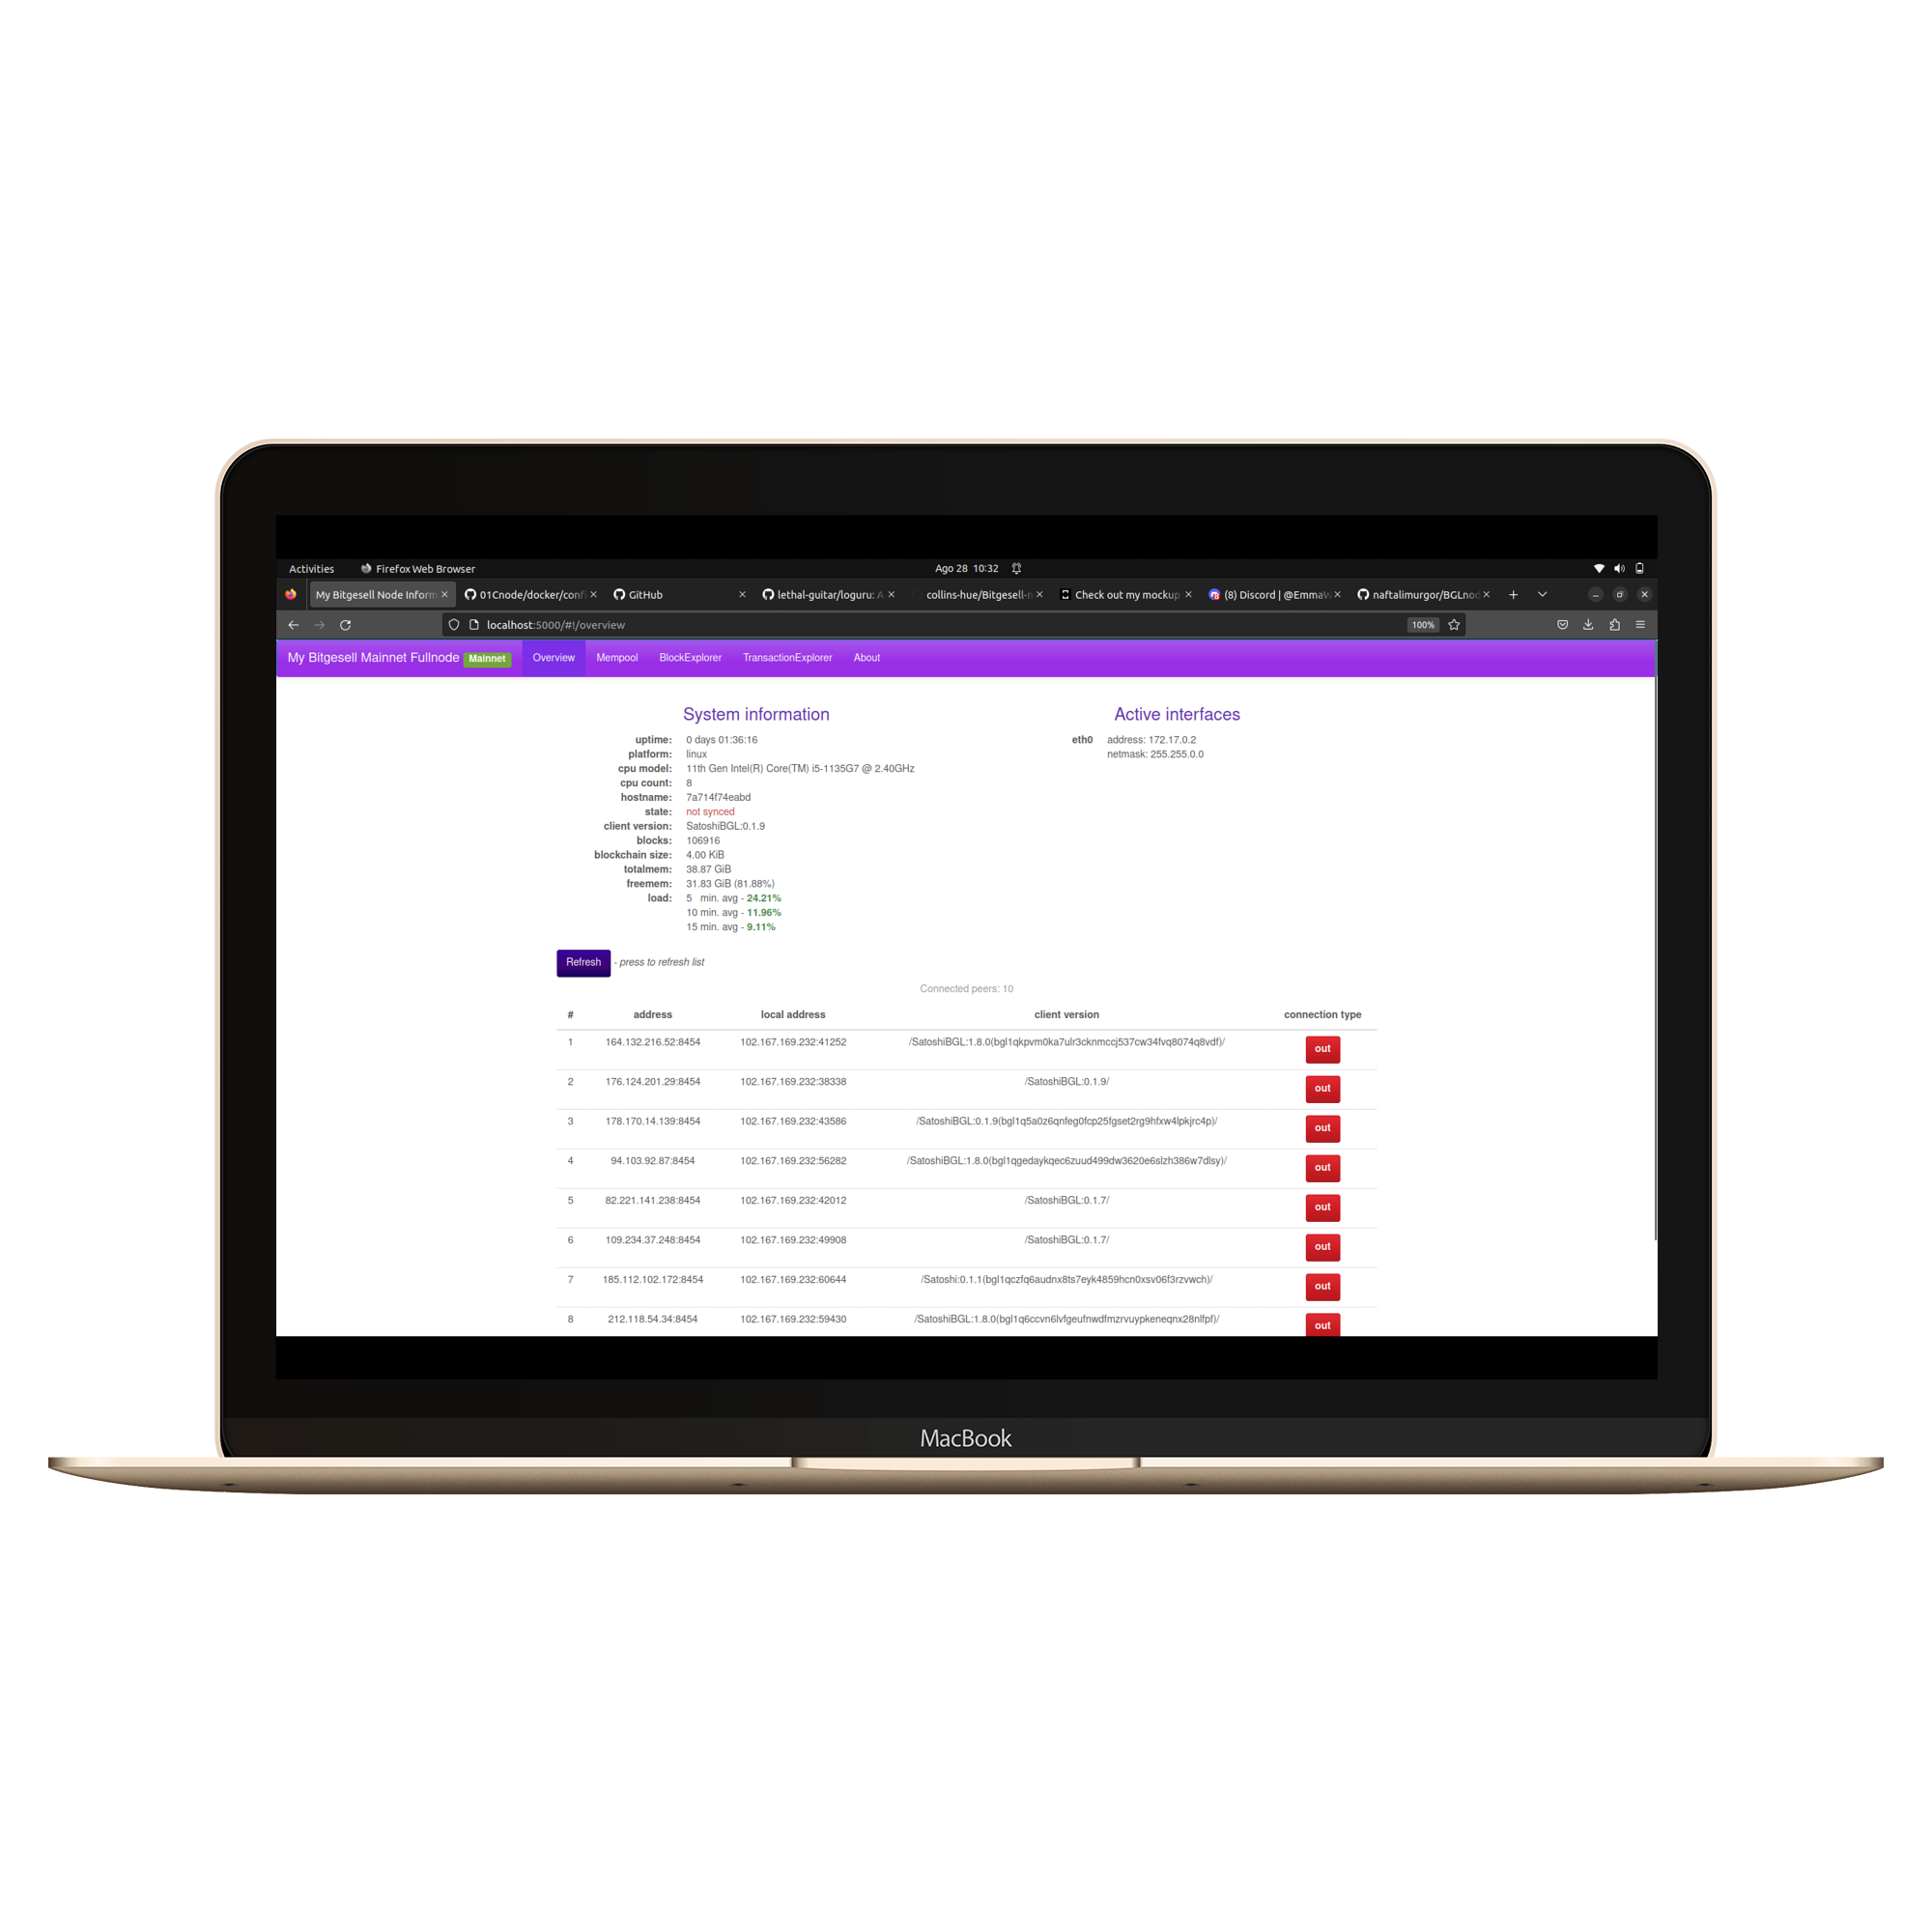 Activities Firefox Web Browser Ago 28 10:32
My Bitgesell Node Inform 01Cnode/docker/confi GitHub lethal-guitar/loguru: A collins-hue/Bitgesell-n Check out my mockup (8) Discord | @EmmaW naftalimurgor/BGLnod
localhost:5000/#!/overview 100%
My Bitgesell Mainnet Fullnode Mainnet Overview Mempool BlockExplorer TransactionExplorer About
System information
uptime: 0 days 01:36:16
platform: linux
cpu model: 11th Gen Intel(R) Core(TM) i5-1135G7 @ 2.40GHz
cpu count: 8
hostname: 7a714f74eabd
state: not synced
client version: SatoshiBGL:0.1.9
blocks: 106916
blockchain size: 4.00 KiB
totalmem: 38.87 GiB
freemem: 31.83 GiB (81.88%)
load: 5 min. avg - 24.21%
10 min. avg - 11.96%
15 min. avg - 9.11%
Active interfaces
eth0 address: 172.17.0.2
netmask: 255.255.0.0
Refresh - press to refresh list
Connected peers: 10
# address local address client version connection type
1 164.132.216.52:8454 102.167.169.232:41252 /SatoshiBGL:1.8.0(bgl1qkpvm0ka7ulr3cknmccj537cw34fvq8074q8vdf)/ out
2 176.124.201.29:8454 102.167.169.232:38338 /SatoshiBGL:0.1.9/ out
3 178.170.14.139:8454 102.167.169.232:43586 /SatoshiBGL:0.1.9(bgl1q5a0z6qnfeg0fcp25fgset2rg9hfxw4lpkjrc4p)/ out
4 94.103.92.87:8454 102.167.169.232:56282 /SatoshiBGL:1.8.0(bgl1qgedaykqec6zuud499dw3620e6slzh386w7dlsy)/ out
5 82.221.141.238:8454 102.167.169.232:42012 /SatoshiBGL:0.1.7/ out
6 109.234.37.248:8454 102.167.169.232:49908 /SatoshiBGL:0.1.7/ out
7 185.112.102.172:8454 102.167.169.232:60644 /Satoshi:0.1.1(bgl1qczfq6audnx8ts7eyk4859hcn0xsv06f3rzvwch)/ out
8 212.118.54.34:8454 102.167.169.232:59430 /SatoshiBGL:1.8.0(bgl1q6ccvn6lvfgeufnwdfmzrvuypkeneqnx28nlfpf)/ out
MacBook